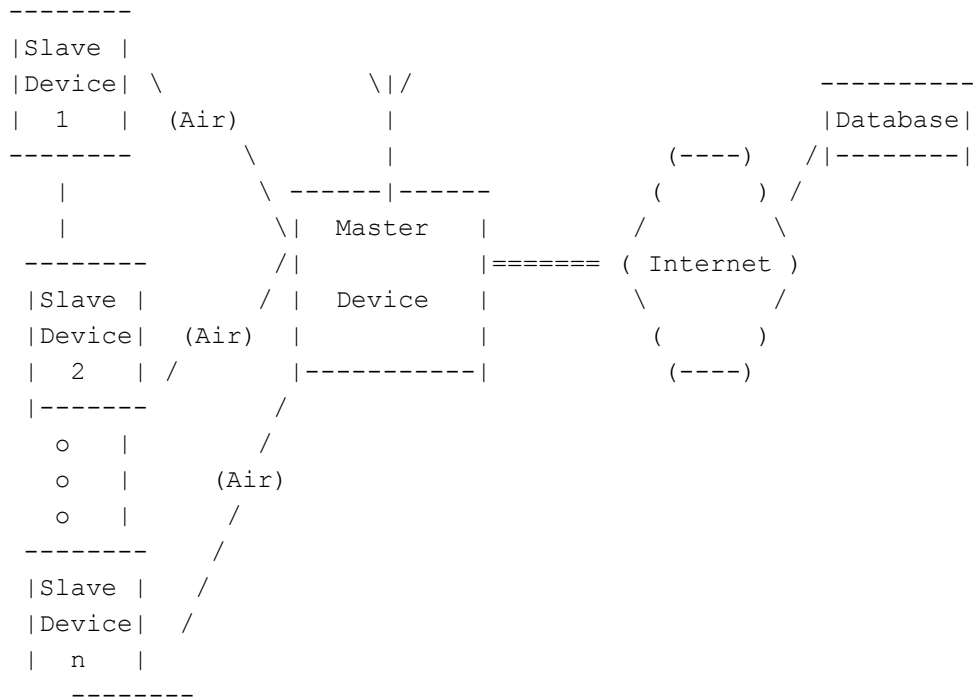 --------
|Slave |
|Device| \            \|/                       ----------
|  1   |  (Air)        |                        |Database|
--------       \       |               (----)   /|--------|
   |            \ ------|------       (      ) /
   |             \|  Master   |      /        \
 --------        /|           |======= ( Internet )
 |Slave |       / |  Device   |      \        /
 |Device|  (Air)  |           |       (      )
 |  2   | /       |-----------|        (----)
 |-------        /
   o   |        /
   o   |     (Air)
   o   |      /
 --------    /
 |Slave |   /
 |Device|  /
 |  n   |
    --------